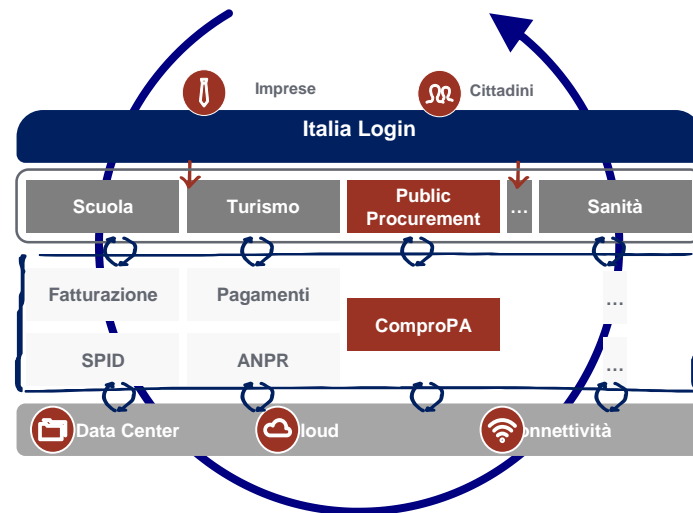 Imprese
Cittadini
Italia Login
Scuola
Turismo
Public
Procurement
...
Sanità
Fatturazione
Pagamenti
...
ComproPA
SPID
ANPR
...
Data Center
loud
onnettività